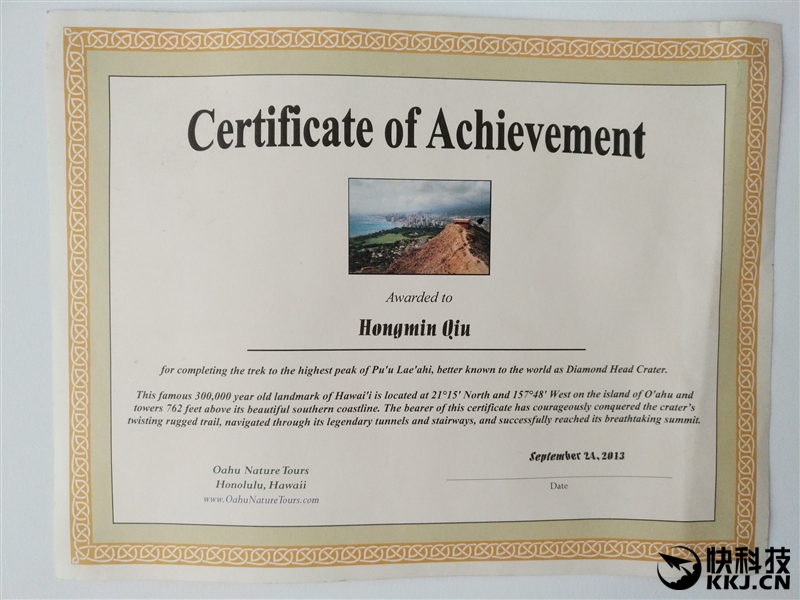 Certificate of Achievement
Awarded to
Hongmin Qiu
for completing the trek to the highest peak of Pu'u Lae'ahi, better known to the world as Diamond Head Crater.
This famous 300,000 year old landmark of Hawai'i is located at 21°15' North and 157°48' West on the island of O'ahu and
towers 762 feet above its beautiful southern coastline. The bearer of this certificate has courageously conquered the crater's
twisting rugged trail, navigated through its legendary tunnels and stairways, and successfully reached its breathtaking summit.
September 24, 2013
Date
Oahu Nature Tours
Honolulu, Hawaii
www.OahuNatureTours.com
快科技
KKJ.CN